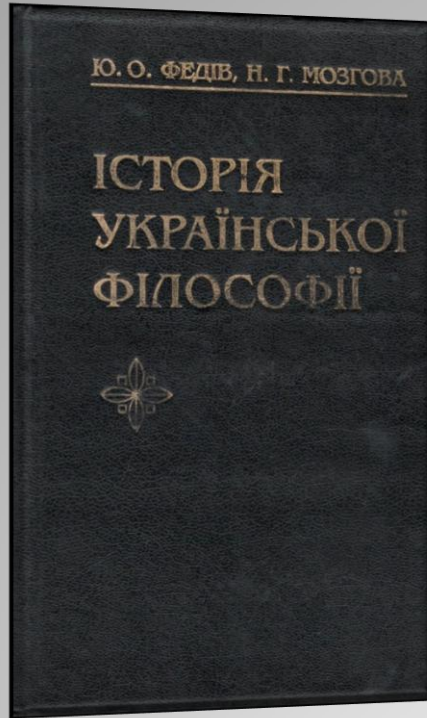 Ю. О. ФЕДІВ, Н. Г. МОЗГОВА
ІСТОРІЯ
УКРАЇНСЬКОЇ
ФІЛОСОФІЇ